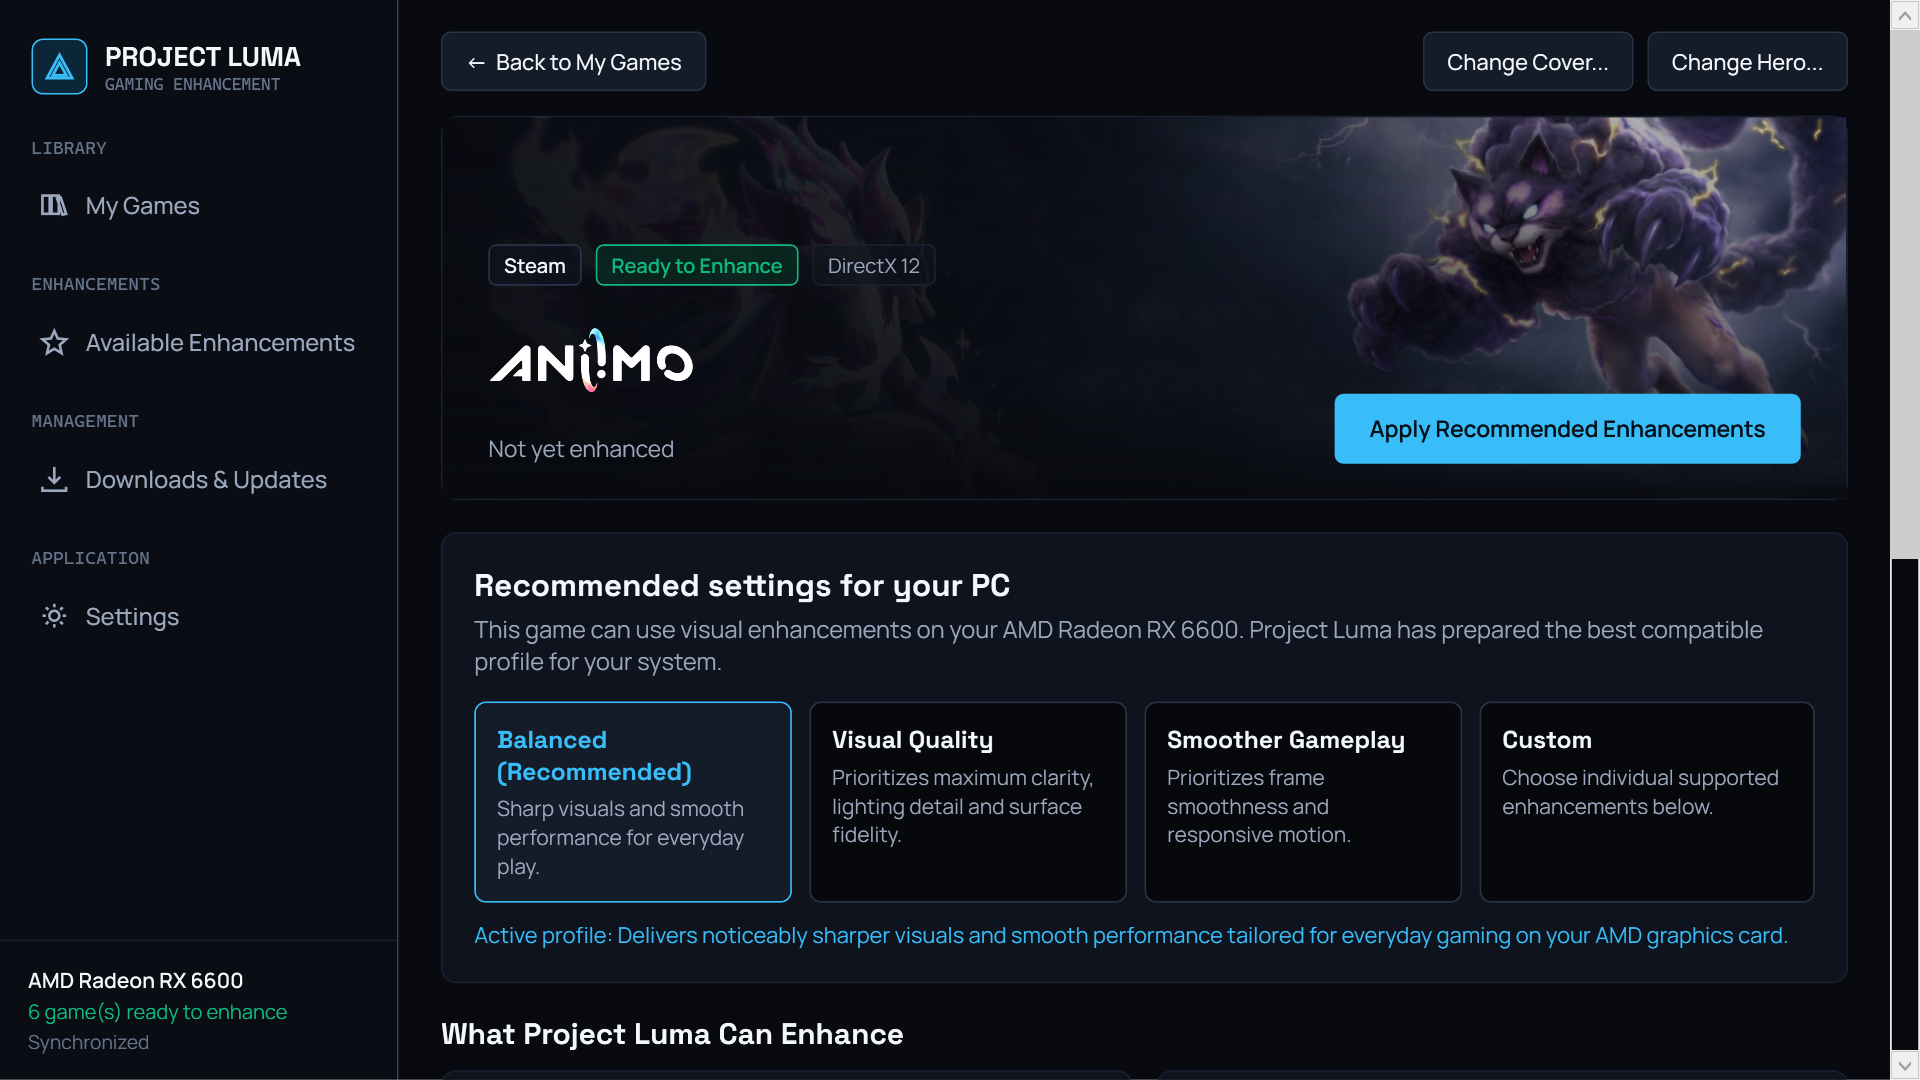 PROJECT LUMA
GAMING ENHANCEMENT
LIBRARY
My Games
ENHANCEMENTS
Available Enhancements
MANAGEMENT
Downloads & Updates
APPLICATION
Settings
AMD Radeon RX 6600
6 game(s) ready to enhance
Synchronized
← Back to My Games
Change Cover...
Change Hero...
Steam
Ready to Enhance
DirectX 12
ANIIMO
Not yet enhanced
Apply Recommended Enhancements
Recommended settings for your PC
This game can use visual enhancements on your AMD Radeon RX 6600. Project Luma has prepared the best compatible
profile for your system.
Balanced
(Recommended)
Sharp visuals and smooth
performance for everyday
play.
Visual Quality
Prioritizes maximum clarity,
lighting detail and surface
fidelity.
Smoother Gameplay
Prioritizes frame
smoothness and
responsive motion.
Custom
Choose individual supported
enhancements below.
Active profile: Delivers noticeably sharper visuals and smooth performance tailored for everyday gaming on your AMD graphics card.
What Project Luma Can Enhance